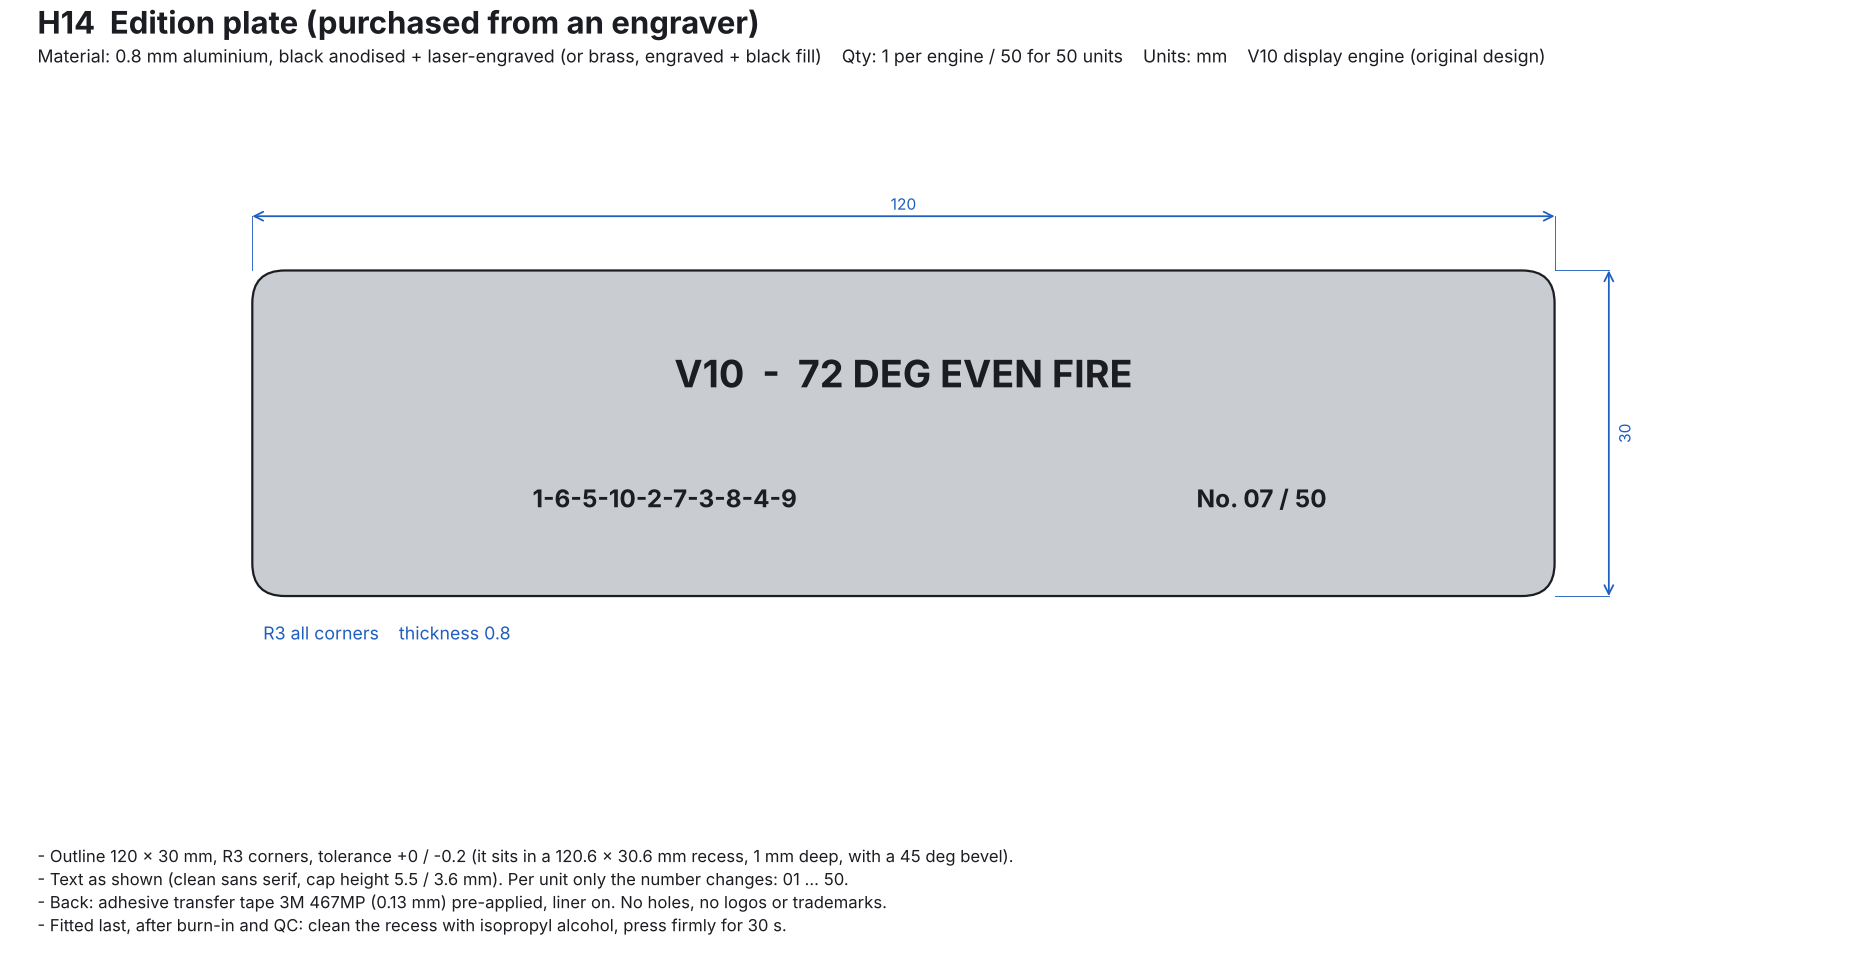 H14 Edition plate (purchased from an engraver)
Material: 0.8 mm aluminium, black anodised + laser-engraved (or brass, engraved + black fill) Qty: 1 per engine / 50 for 50 units Units: mm V10 display engine (original design)
120
V10 - 72 DEG EVEN FIRE
30
1-6-5-10-2-7-3-8-4-9 No. 07 / 50
R3 all corners thickness 0.8
- Outline 120 × 30 mm, R3 corners, tolerance +0 / -0.2 (it sits in a 120.6 × 30.6 mm recess, 1 mm deep, with a 45 deg bevel).
- Text as shown (clean sans serif, cap height 5.5 / 3.6 mm). Per unit only the number changes: 01 ... 50.
- Back: adhesive transfer tape 3M 467MP (0.13 mm) pre-applied, liner on. No holes, no logos or trademarks.
- Fitted last, after burn-in and QC: clean the recess with isopropyl alcohol, press firmly for 30 s.